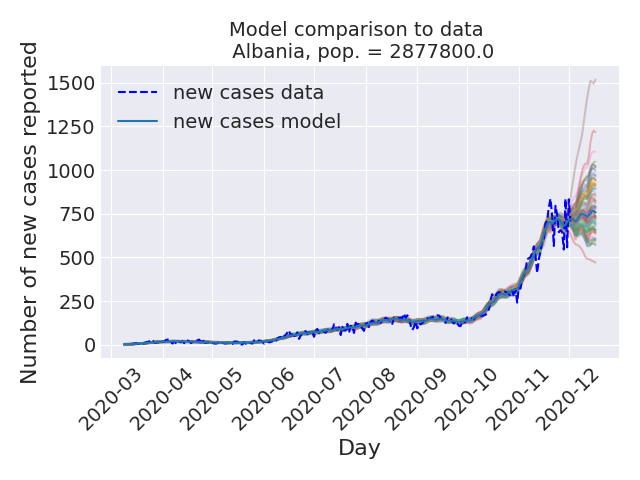 Model comparison to data
Albania, pop. = 2877800.0
Number of new cases reported
1500
1250
1000
750
500
250
0
new cases data
new cases model
2020-03
2020-04
2020-05
2020-06
2020-07
2020-08
2020-09
2020-10
2020-11
2020-12
Day